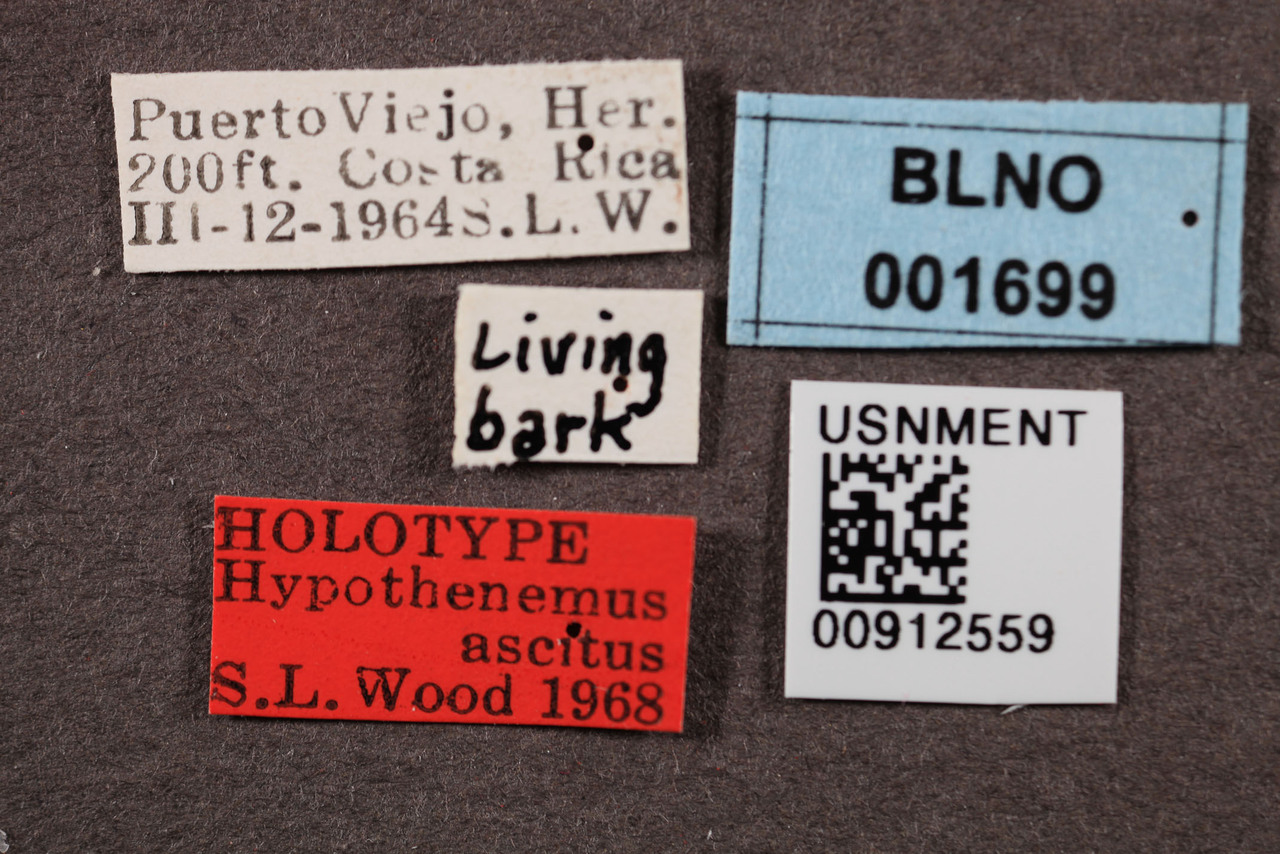 Puerto Viejo, Her.
200ft. Costa Rica
III-12-1964 S.L.W.
BLNO
001699
Living
bark
USNMENT
00912559
HOLOTYPE
Hypothenemus
ascitus
S.L. Wood 1968